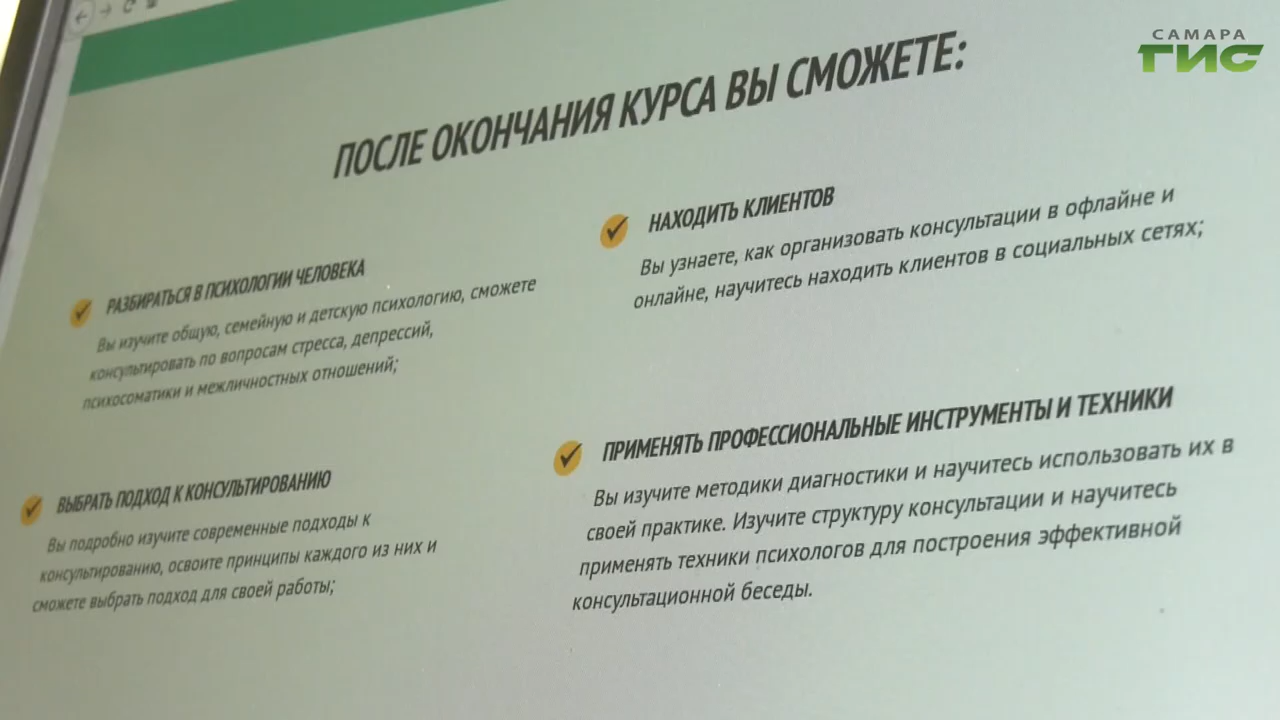 САМАРА
ГИС
ПОСЛЕ ОКОНЧАНИЯ КУРСА ВЫ СМОЖЕТЕ:
РАЗБИРАТЬСЯ В ПСИХОЛОГИИ ЧЕЛОВЕКА
Вы изучите общую, семейную и детскую психологию, сможете
консультировать по вопросам стресса, депрессий,
психосоматики и межличностных отношений;
НАХОДИТЬ КЛИЕНТОВ
Вы узнаете, как организовать консультации в офлайне и
онлайне, научитесь находить клиентов в социальных сетях;
ВЫБРАТЬ ПОДХОД К КОНСУЛЬТИРОВАНИЮ
Вы подробно изучите современные подходы к
консультированию, освоите принципы каждого из них и
сможете выбрать подход для своей работы;
ПРИМЕНЯТЬ ПРОФЕССИОНАЛЬНЫЕ ИНСТРУМЕНТЫ И ТЕХНИКИ
Вы изучите методики диагностики и научитесь использовать их в
своей практике. Изучите структуру консультации и научитесь
применять техники психологов для построения эффективной
консультационной беседы.